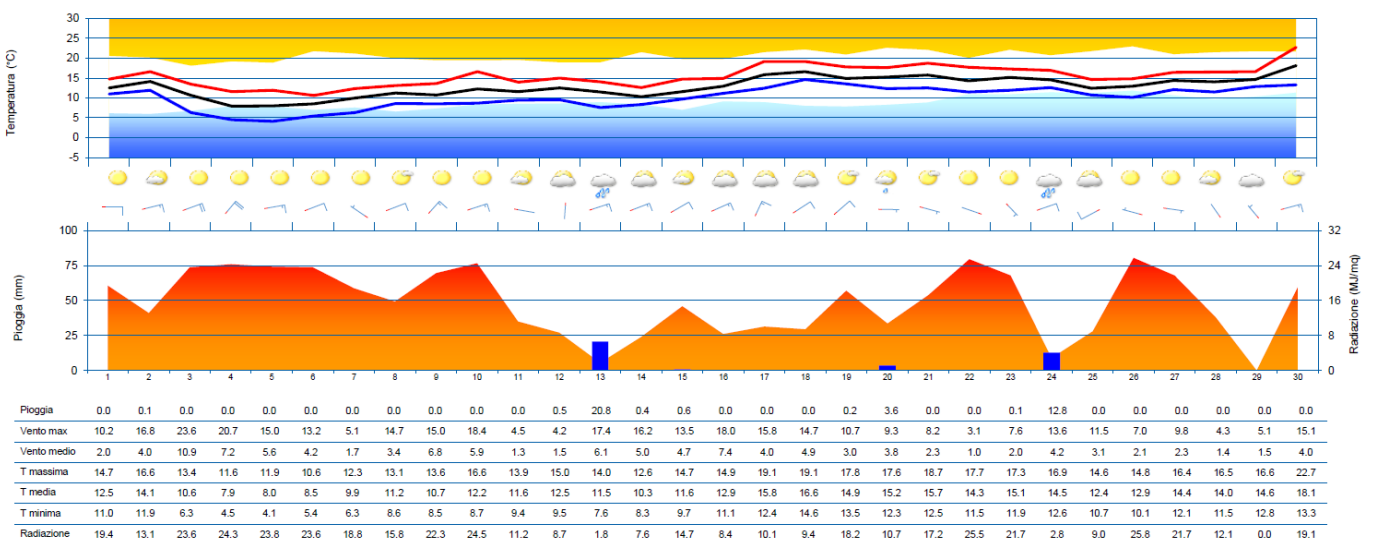 30
25
20
15
10
5
0
-5
Temperatura (°C)
100
75
50
25
0
Pioggia (mm)
32
24
16
8
0
Radiazione (MJ/mq)
1 2 3 4 5 6 7 8 9 10 11 12 13 14 15 16 17 18 19 20 21 22 23 24 25 26 27 28 29 30
Pioggia 0.0 0.1 0.0 0.0 0.0 0.0 0.0 0.0 0.0 0.0 0.0 0.5 20.8 0.4 0.6 0.0 0.0 0.0 0.2 3.6 0.0 0.0 0.1 12.8 0.0 0.0 0.0 0.0 0.0 0.0
Vento max 10.2 16.8 23.6 20.7 15.0 13.2 5.1 14.7 15.0 18.4 4.5 4.2 17.4 16.2 13.5 18.0 15.8 14.7 10.7 9.3 8.2 3.1 7.6 13.6 11.5 7.0 9.8 4.3 5.1 15.1
Vento medio 2.0 4.0 10.9 7.2 5.6 4.2 1.7 3.4 6.8 5.9 1.3 1.5 6.1 5.0 4.7 7.4 4.0 4.9 3.0 3.8 2.3 1.0 2.0 4.2 3.1 2.1 2.3 1.4 1.5 4.0
T massima 14.7 16.6 13.4 11.6 11.9 10.6 12.3 13.1 13.6 16.6 13.9 15.0 14.0 12.6 14.7 14.9 19.1 19.1 17.8 17.6 18.7 17.7 17.3 16.9 14.6 14.8 16.4 16.5 16.6 22.7
T media 12.5 14.1 10.6 7.9 8.0 8.5 9.9 11.2 10.7 12.2 11.6 12.5 11.5 10.3 11.6 12.9 15.8 16.6 14.9 15.2 15.7 14.3 15.1 14.5 12.4 12.9 14.4 14.0 14.6 18.1
T minima 11.0 11.9 6.3 4.5 4.1 5.4 6.3 8.6 8.5 8.7 9.4 9.5 7.6 8.3 9.7 11.1 12.4 14.6 13.5 12.3 12.5 11.5 11.9 12.6 10.7 10.1 12.1 11.5 12.8 13.3
Radiazione 19.4 13.1 23.6 24.3 23.8 23.6 18.8 15.8 22.3 24.5 11.2 8.7 1.8 7.6 14.7 8.4 10.1 9.4 18.2 10.7 17.2 25.5 21.7 2.8 9.0 25.8 21.7 12.1 0.0 19.1